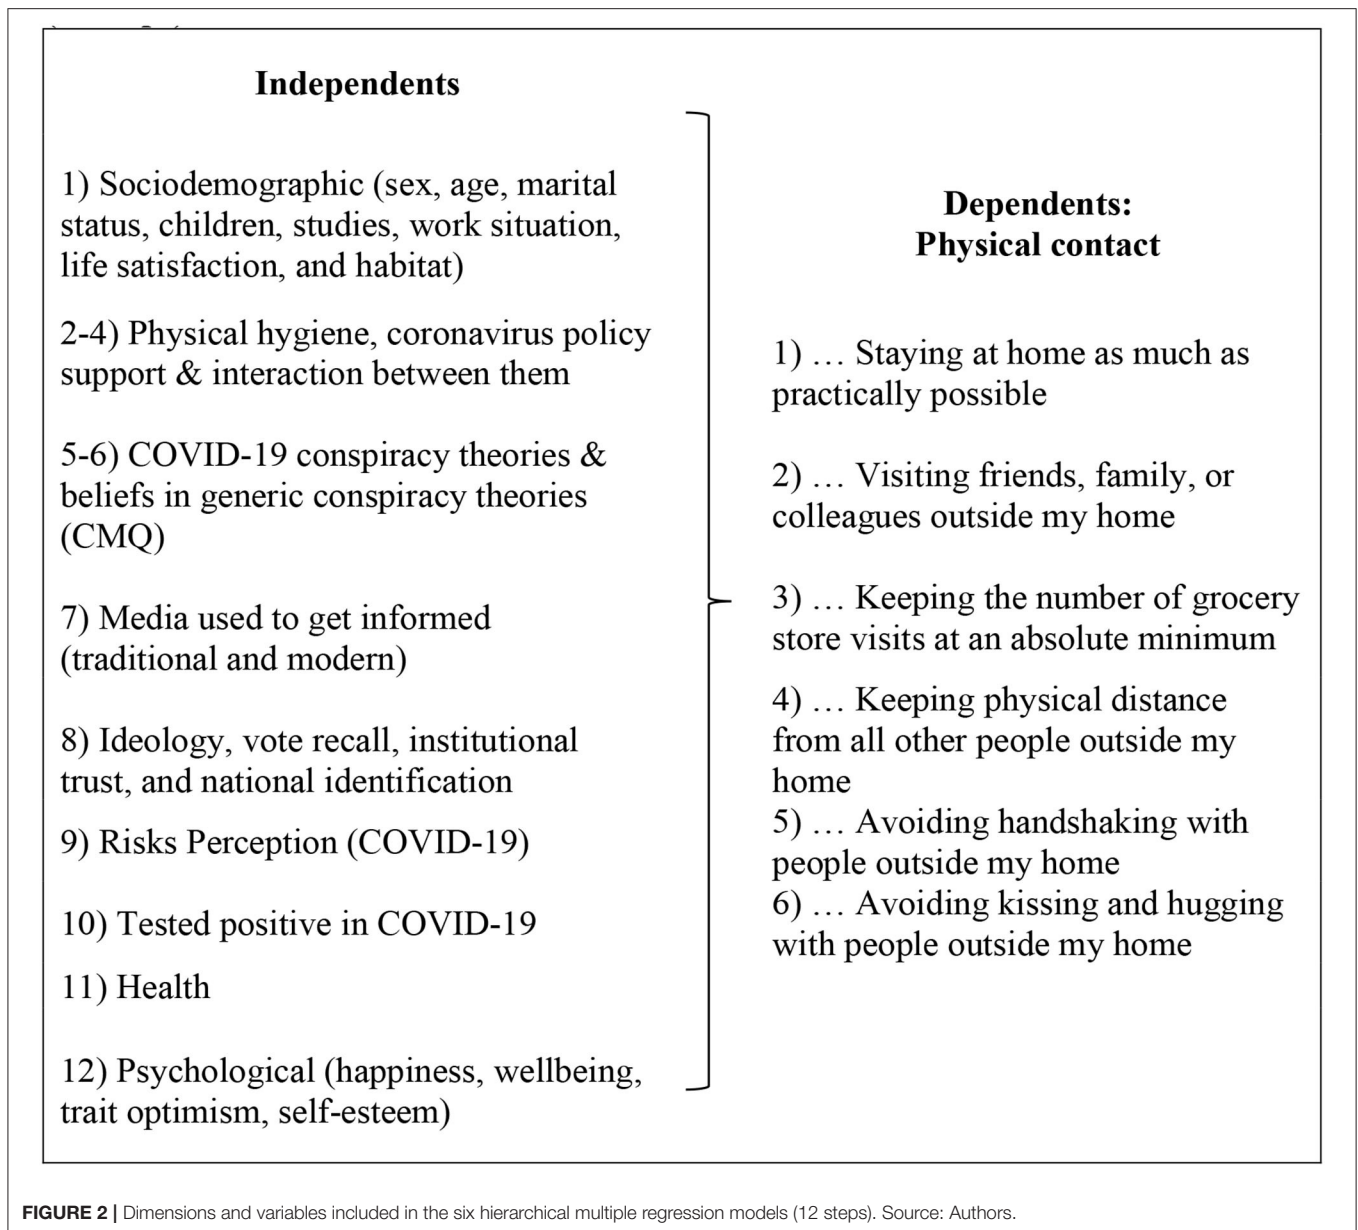 Independents
1) Sociodemographic (sex, age, marital
status, children, studies, work situation,
life satisfaction, and habitat)
2-4) Physical hygiene, coronavirus policy
support & interaction between them
5-6) COVID-19 conspiracy theories &
beliefs in generic conspiracy theories
(CMQ)
7) Media used to get informed
(traditional and modern)
8) Ideology, vote recall, institutional
trust, and national identification
9) Risks Perception (COVID-19)
10) Tested positive in COVID-19
11) Health
12) Psychological (happiness, wellbeing,
trait optimism, self-esteem)
Dependents:
Physical contact
1) … Staying at home as much as
practically possible
2) … Visiting friends, family, or
colleagues outside my home
3) … Keeping the number of grocery
store visits at an absolute minimum
4) … Keeping physical distance
from all other people outside my
home
5) … Avoiding handshaking with
people outside my home
6) … Avoiding kissing and hugging
with people outside my home
FIGURE 2 | Dimensions and variables included in the six hierarchical multiple regression models (12 steps). Source: Authors.